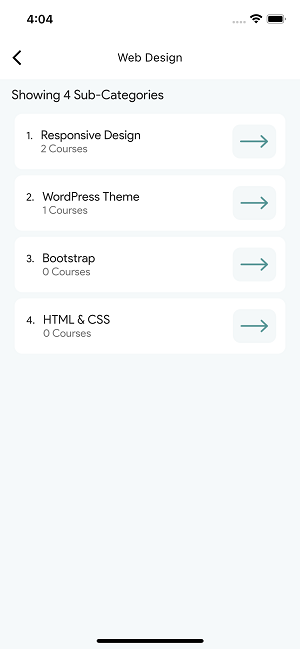 4:04
Web Design
Showing 4 Sub-Categories
1. Responsive Design
2 Courses
2. WordPress Theme
1 Courses
3. Bootstrap
0 Courses
4. HTML & CSS
0 Courses